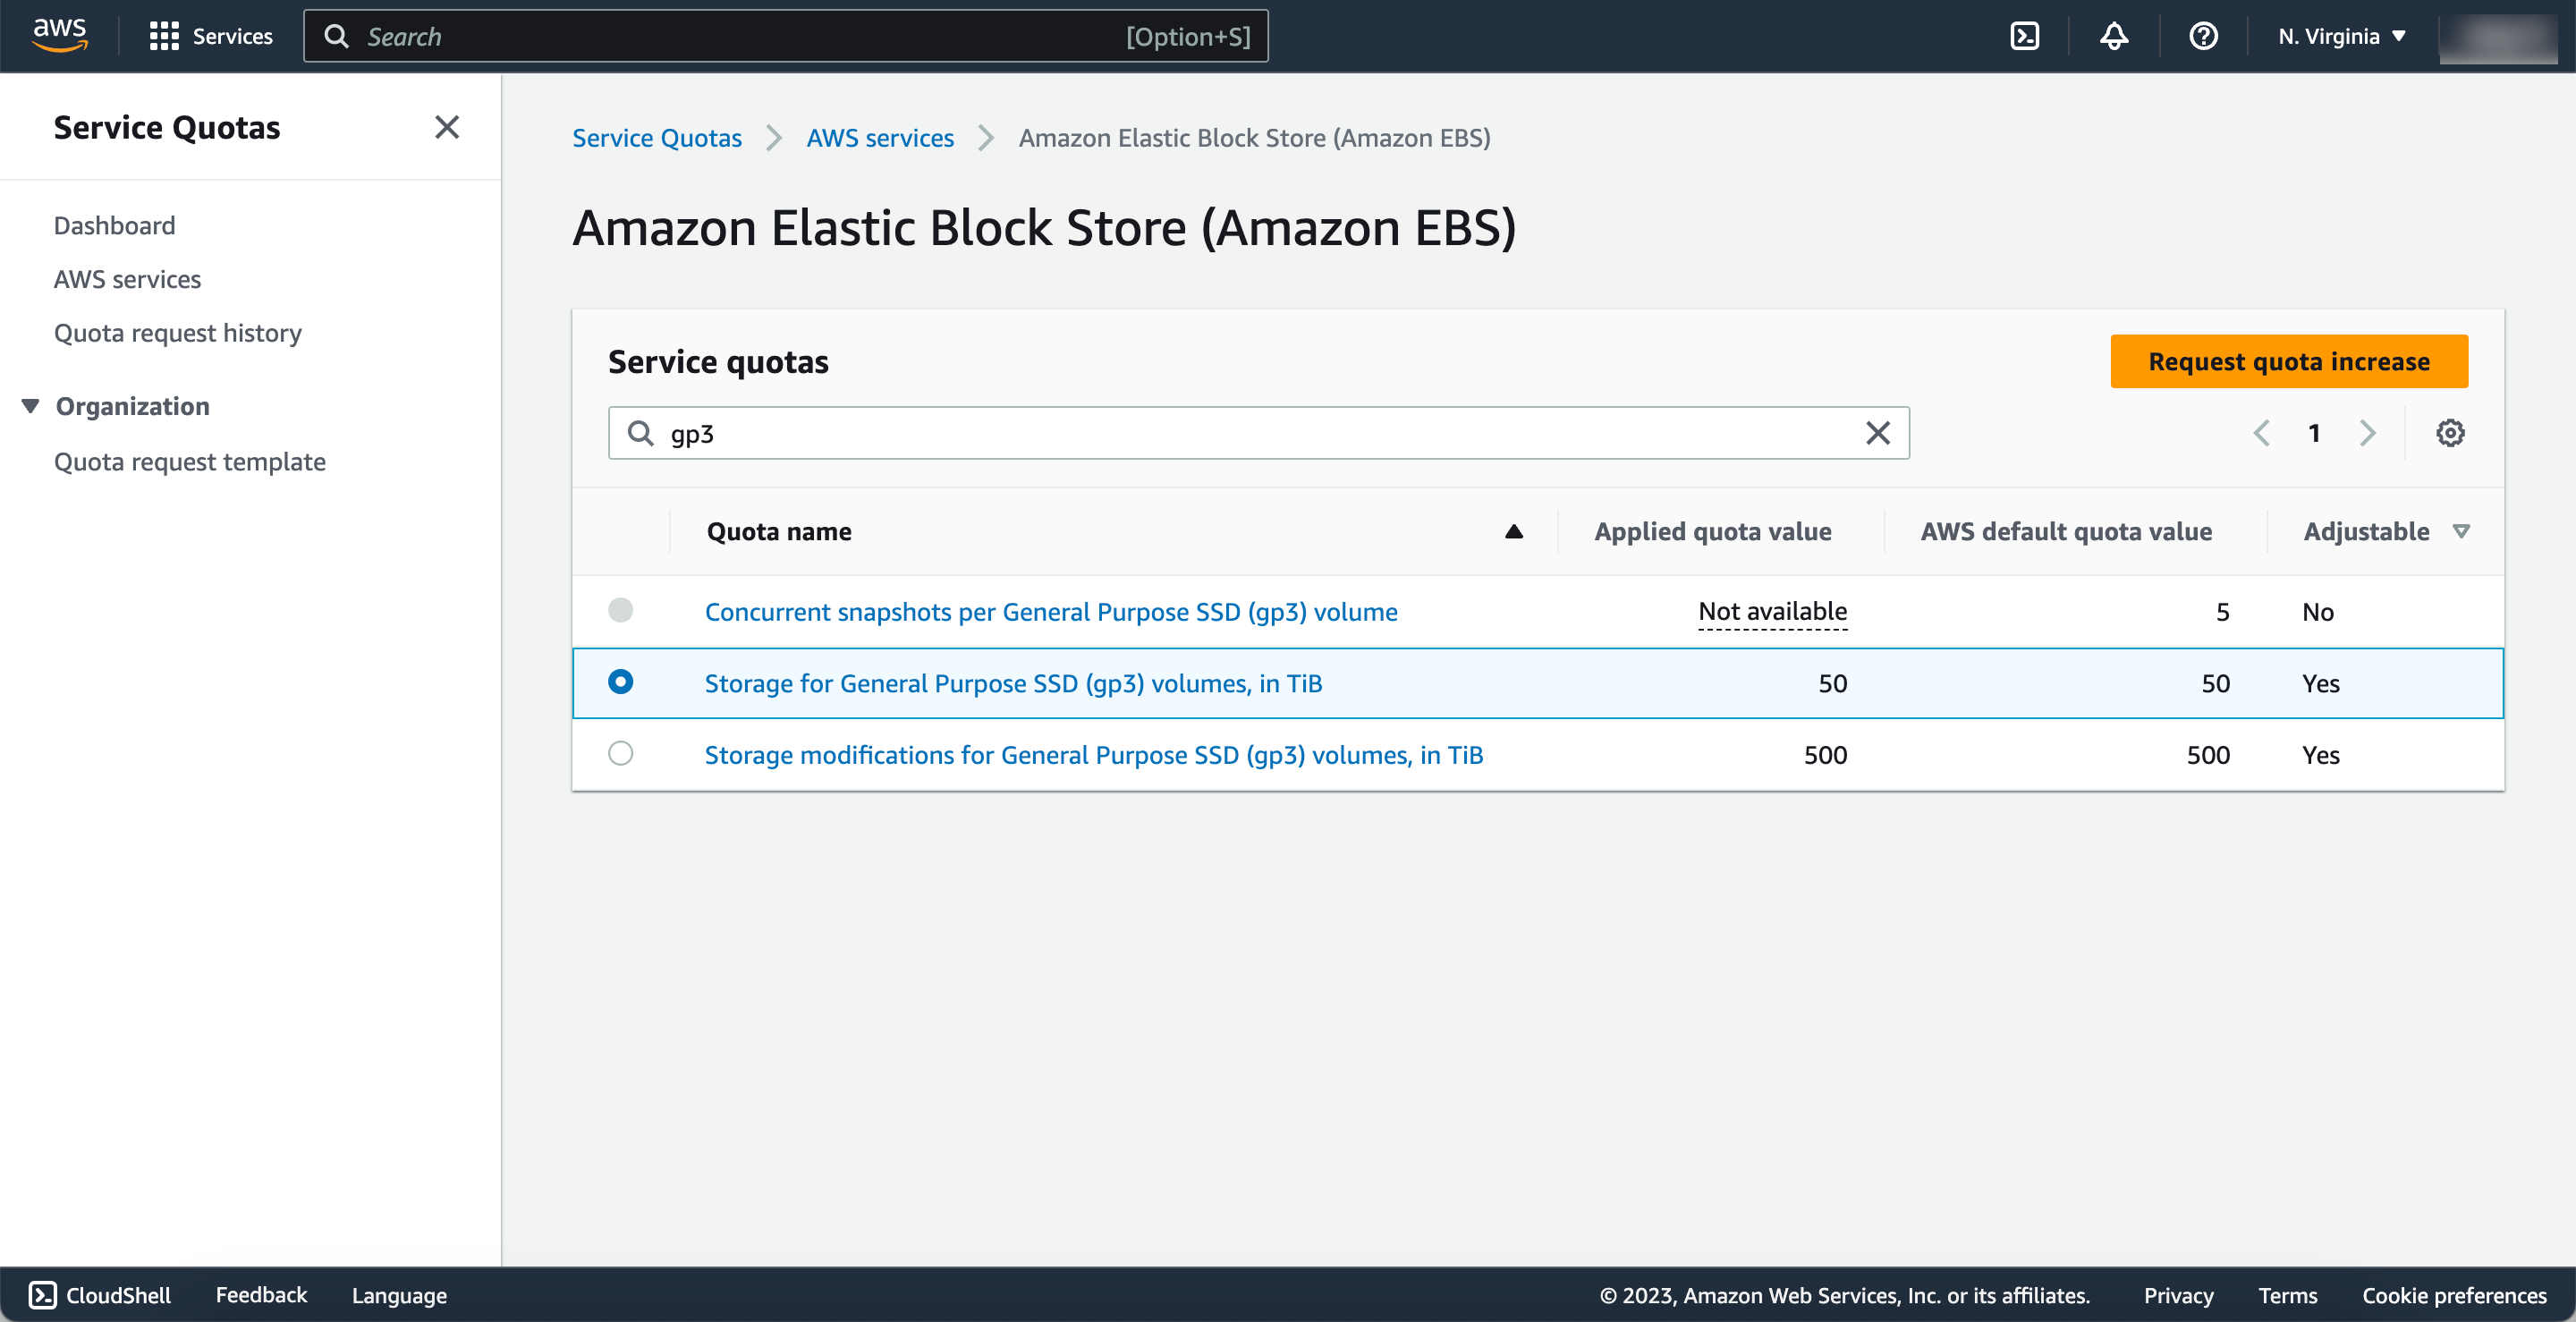 aws Services Search [Option+S] N. Virginia
Service Quotas
Dashboard
AWS services
Quota request history
Organization
Quota request template
Service Quotas AWS services Amazon Elastic Block Store (Amazon EBS)
Amazon Elastic Block Store (Amazon EBS)
Service quotas Request quota increase
gp3 1
Quota name Applied quota value AWS default quota value Adjustable
Concurrent snapshots per General Purpose SSD (gp3) volume Not available 5 No
Storage for General Purpose SSD (gp3) volumes, in TiB 50 50 Yes
Storage modifications for General Purpose SSD (gp3) volumes, in TiB 500 500 Yes
CloudShell Feedback Language © 2023, Amazon Web Services, Inc. or its affiliates. Privacy Terms Cookie preferences